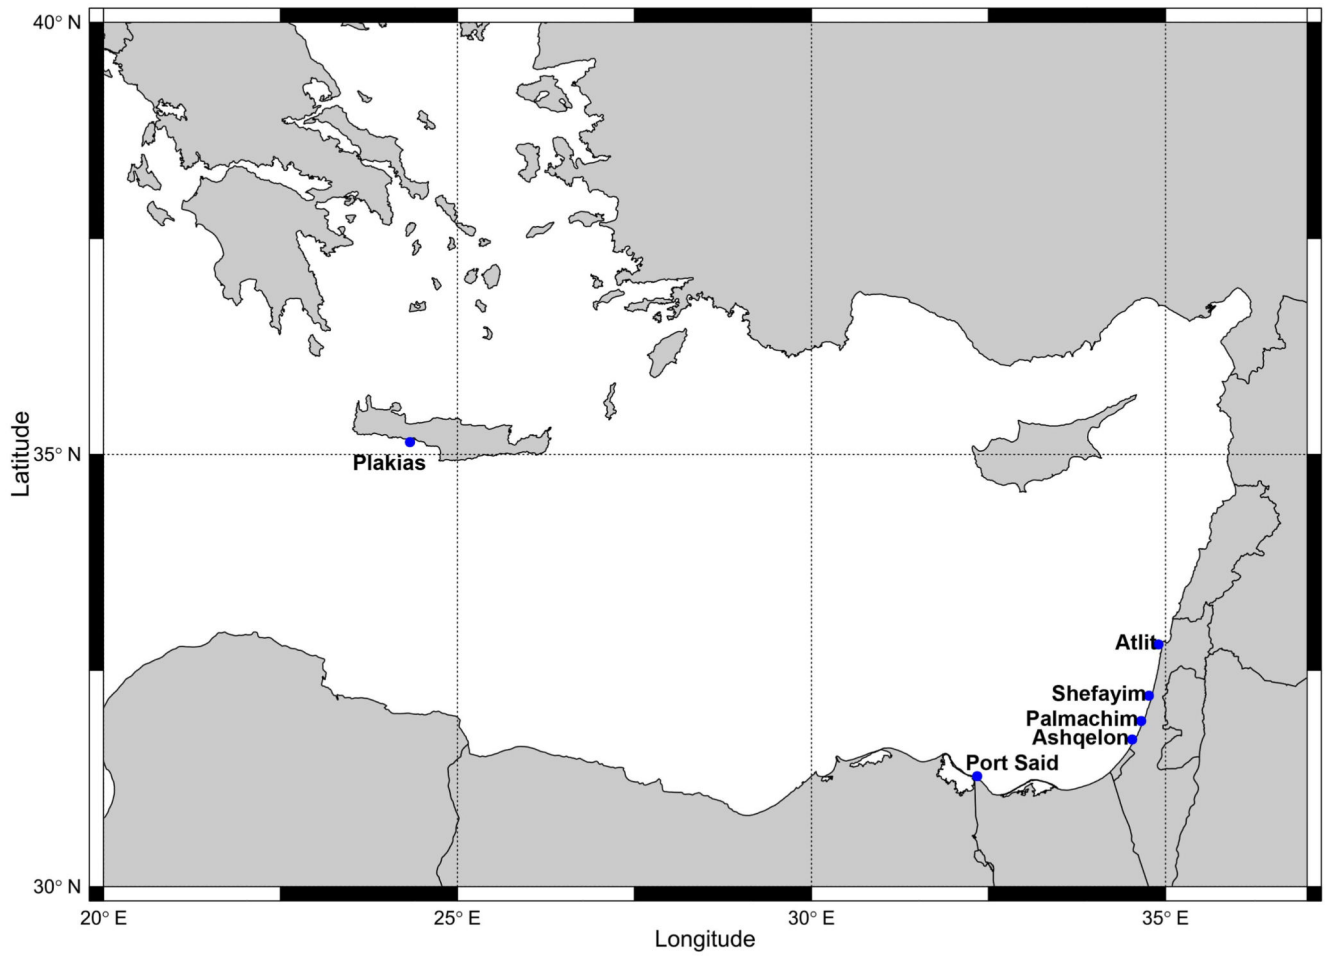 40° N
Latitude
35° N
Plakias
Atlit
Shefayim
Palmachim
Ashqelon
Port Said
30° N
20° E
25° E
30° E
35° E
Longitude